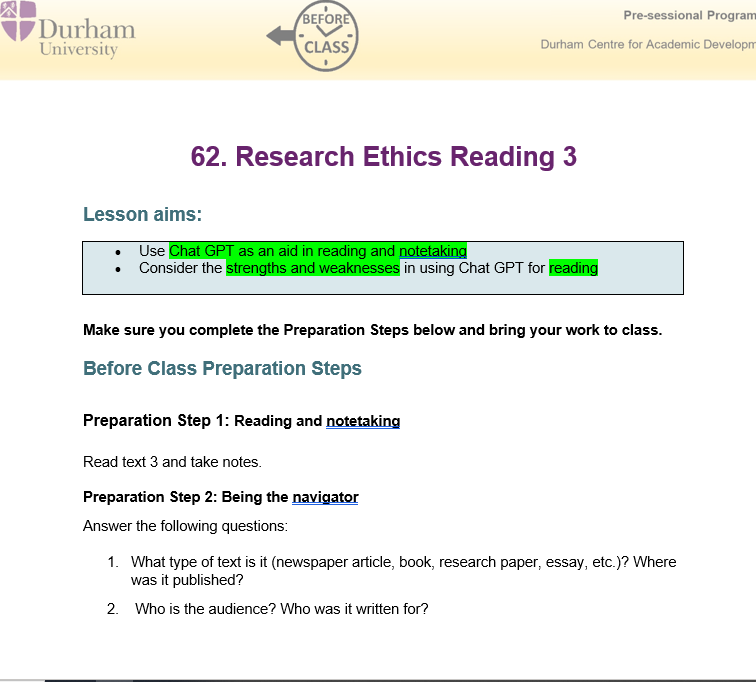 Durham
University
BEFORE
CLASS
Pre-sessional Program
Durham Centre for Academic Developm
62. Research Ethics Reading 3
Lesson aims:
• Use Chat GPT as an aid in reading and notetaking
• Consider the strengths and weaknesses in using Chat GPT for reading
Make sure you complete the Preparation Steps below and bring your work to class.
Before Class Preparation Steps
Preparation Step 1: Reading and notetaking
Read text 3 and take notes.
Preparation Step 2: Being the navigator
Answer the following questions:
1. What type of text is it (newspaper article, book, research paper, essay, etc.)? Where
was it published?
2. Who is the audience? Who was it written for?